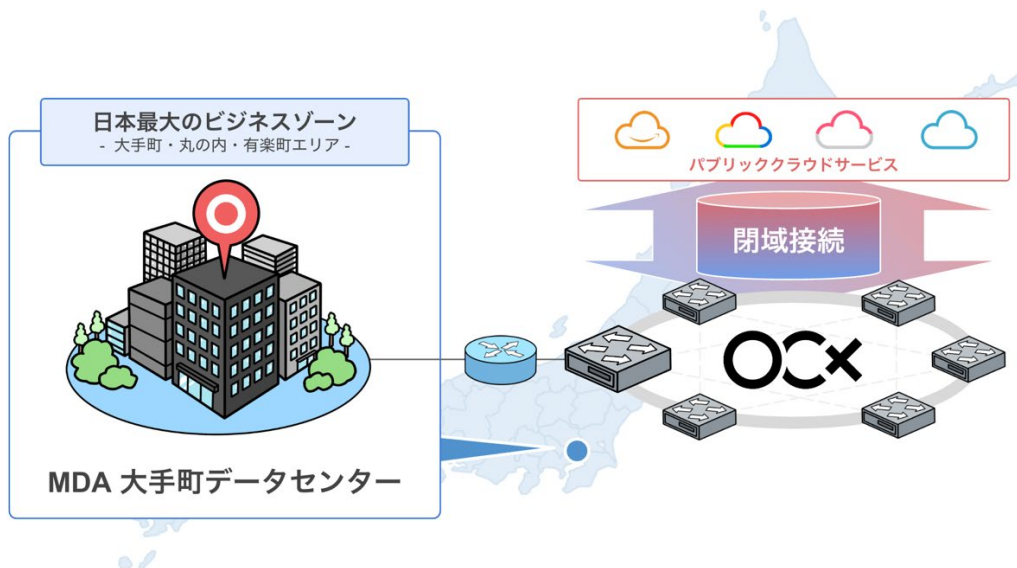 日本最大のビジネスゾーン
- 大手町・丸の内・有楽町エリア -
MDA 大手町データセンター
パブリッククラウドサービス
閉域接続
OCX